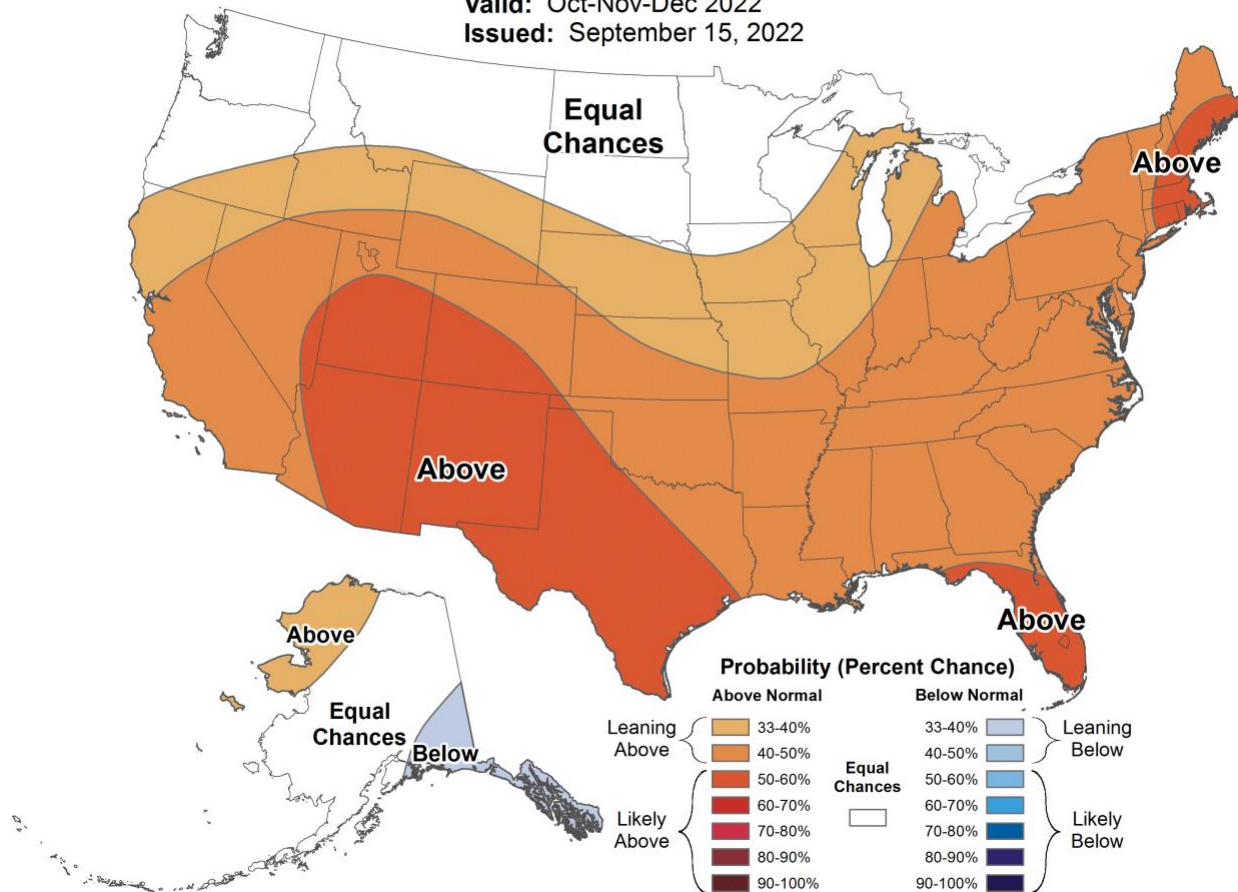 Valid: Oct-Nov-Dec 2022
Issued: September 15, 2022
Equal
Chances
Above
Above
Above
Above
Equal
Chances
Below
Probability (Percent Chance)
Above Normal
Below Normal
Leaning
Above
33-40%
40-50%
Likely
Above
50-60%
60-70%
70-80%
80-90%
90-100%
Equal
Chances
33-40%
40-50%
Leaning
Below
50-60%
60-70%
70-80%
80-90%
90-100%
Likely
Below